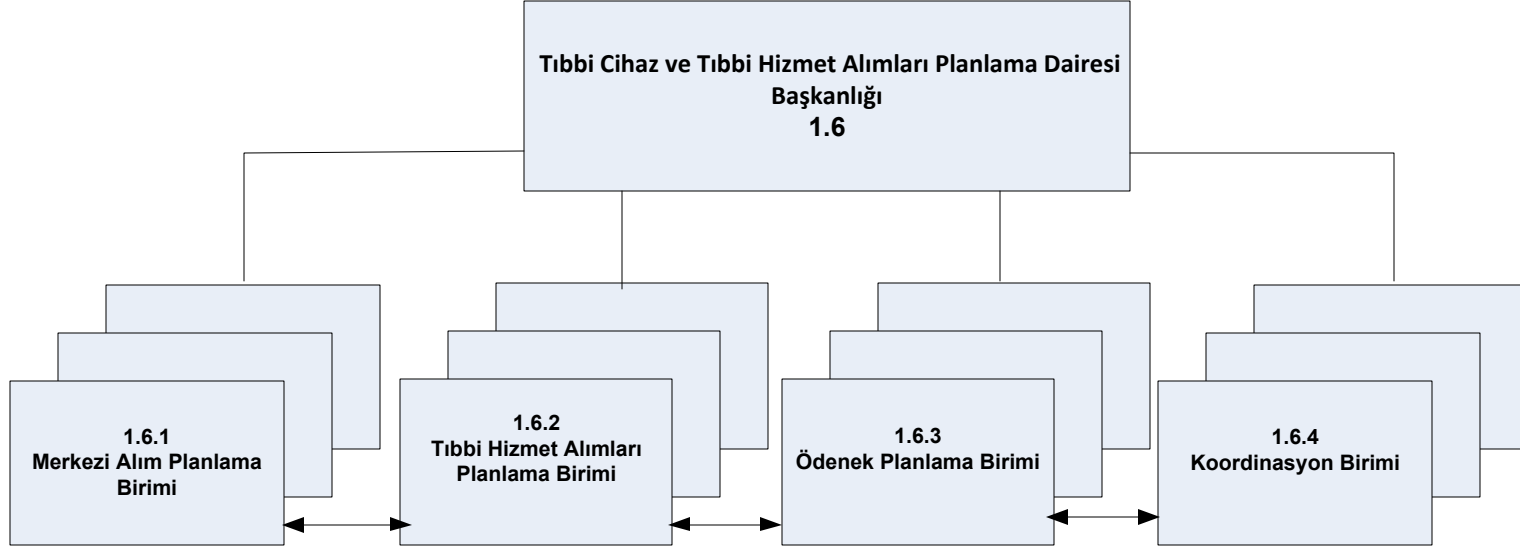 Tıbbi Cihaz ve Tıbbi Hizmet Alımları Planlama Dairesi
Başkanlığı
1.6
1.6.1
Merkezi Alım Planlama
Birimi
1.6.2
Tıbbi Hizmet Alımları
Planlama Birimi
1.6.3
Ödenek Planlama Birimi
1.6.4
Koordinasyon Birimi